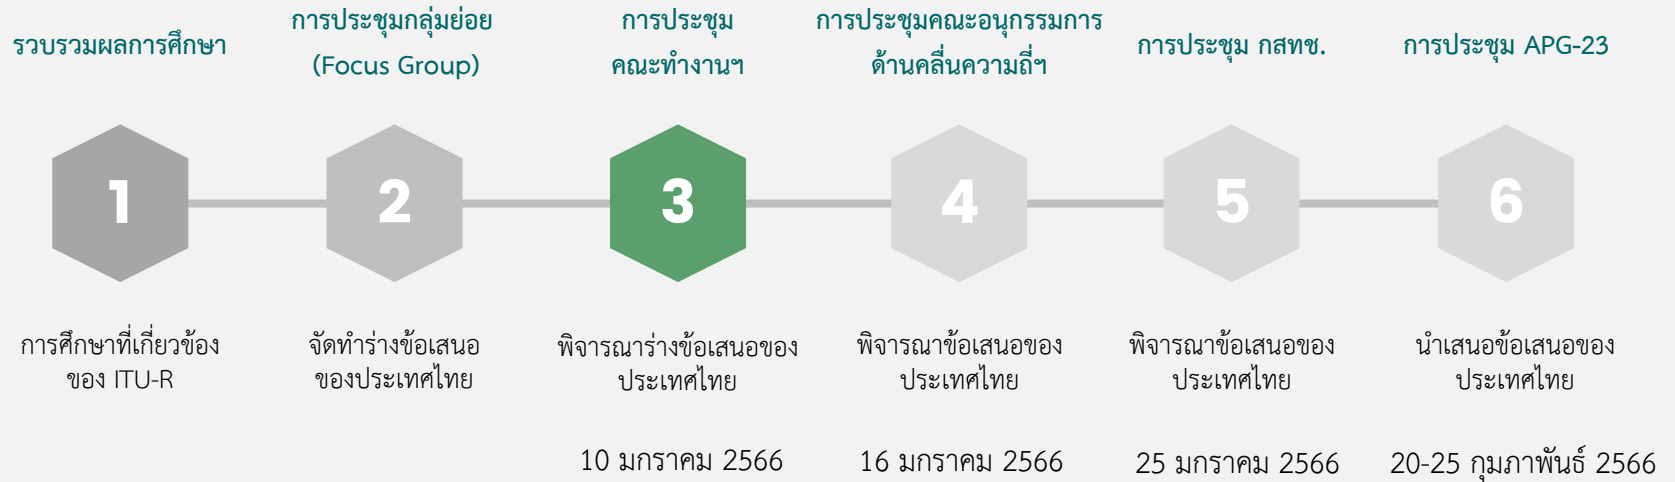 รวบรวมผลการศึกษา
การประชุมกลุ่มย่อย
(Focus Group)
การประชุม
คณะทำงานฯ
การประชุมคณะอนุกรรมการ
ด้านคลื่นความถี่ฯ
การประชุม กสทช.
การประชุม APG-23
1
2
3
4
5
6
การศึกษาที่เกี่ยวข้อง
ของ ITU-R
จัดทำร่างข้อเสนอ
ของประเทศไทย
พิจารณาร่างข้อเสนอของ
ประเทศไทย
พิจารณาข้อเสนอของ
ประเทศไทย
พิจารณาข้อเสนอของ
ประเทศไทย
นำเสนอข้อเสนอของ
ประเทศไทย
10 มกราคม 2566
16 มกราคม 2566
25 มกราคม 2566
20-25 กุมภาพันธ์ 2566